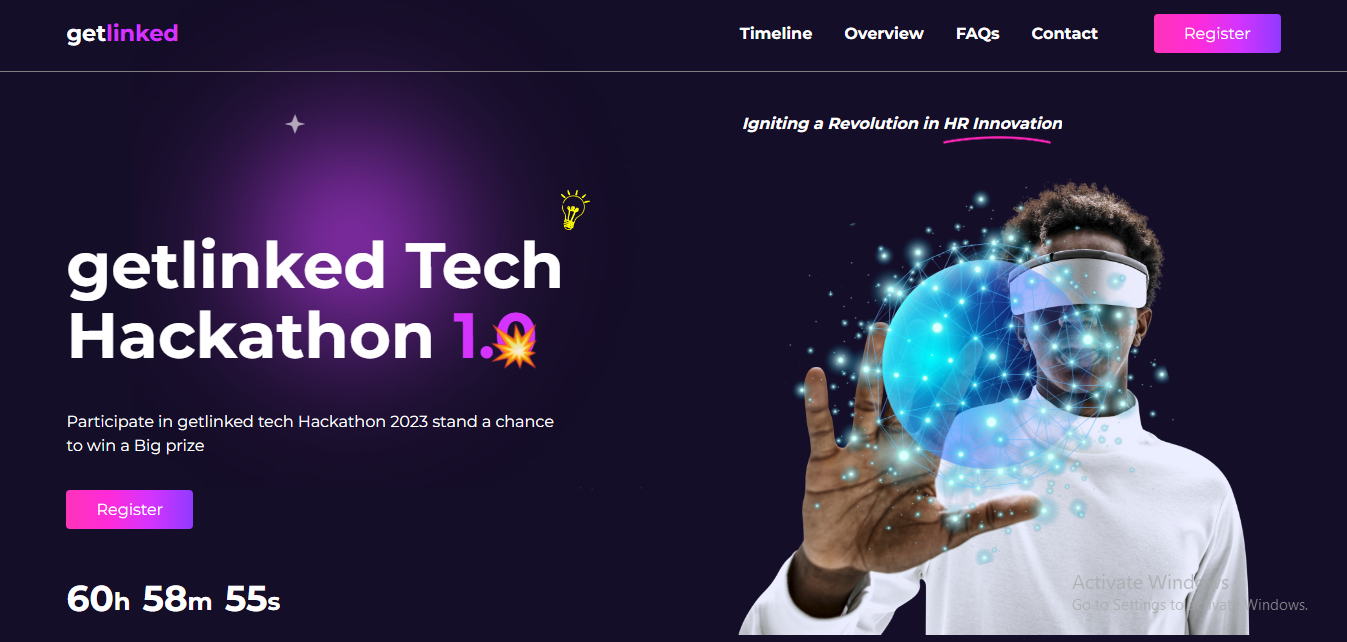 getlinked
Timeline Overview FAQs Contact Register
Igniting a Revolution in HR Innovation
getlinked Tech
Hackathon 1.0
Participate in getlinked tech Hackathon 2023 stand a chance
to win a Big prize
Register
60h 58m 55s
Activate Windows
Go to Settings to activate Windows.